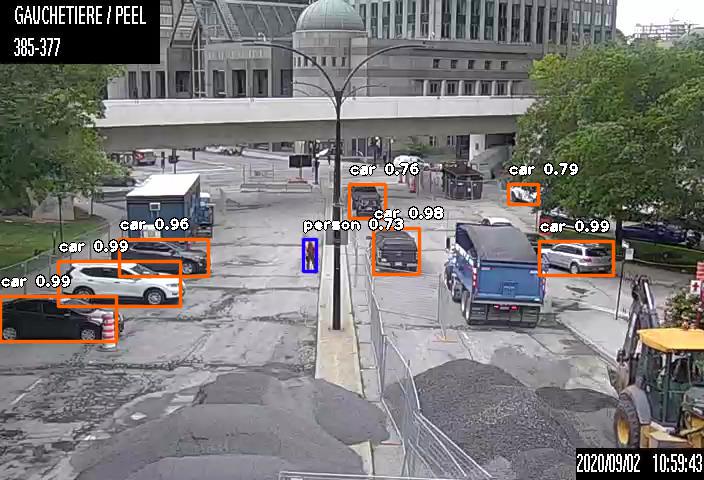 GAUCHETIERE / PEEL
385-377
car 0.76
car 0.79
person 0.73
car 0.98
car 0.96
car 0.99
car 0.99
car 0.99
2020/09/02 10:59:43